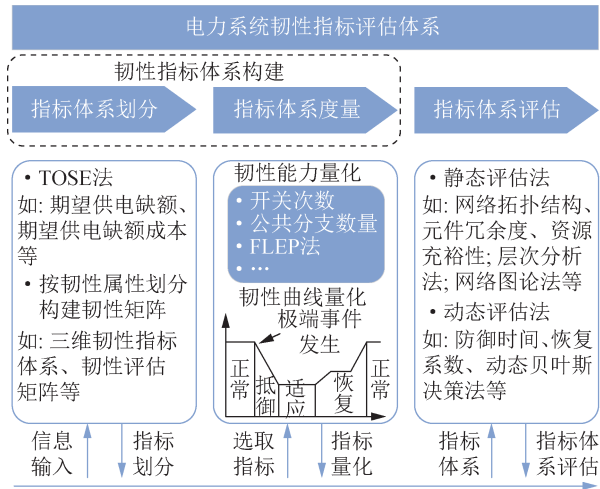 电力系统韧性指标评估体系
韧性指标体系构建
指标体系划分
指标体系度量
指标体系评估
• TOSE法
如: 期望供电缺额、
期望供电缺额成本
等
• 按韧性属性划分
构建韧性矩阵
如: 三维韧性指标
体系、韧性评估
矩阵等
韧性能力量化
• 开关次数
• 公共分支数量
• FLEP法
• …
韧性曲线量化
极端事件
发生
正常
抵御
适应
恢复
正常
• 静态评估法
如: 网络拓扑结构、
元件冗余度、资源
充裕性; 层次分析
法; 网络图论法等
• 动态评估法
如: 防御时间、恢复
系数、动态贝叶斯
决策法等
信息
输入
指标
划分
选取
指标
指标
量化
指标
体系
指标体
系评估